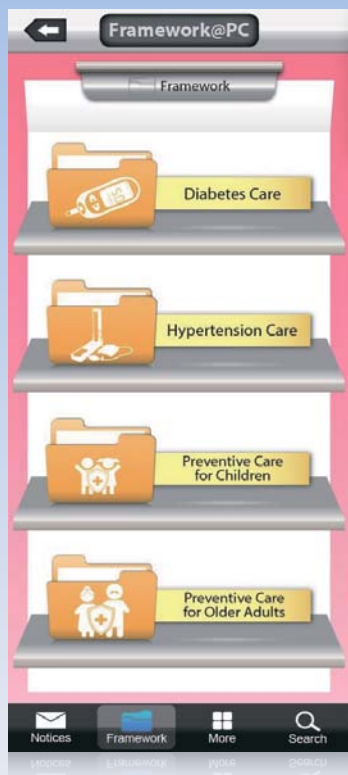 Framework@PC
Framework
Diabetes Care
Hypertension Care
Preventive Care
for Children
Preventive Care
for Older Adults
Notices
Framework
More
Search